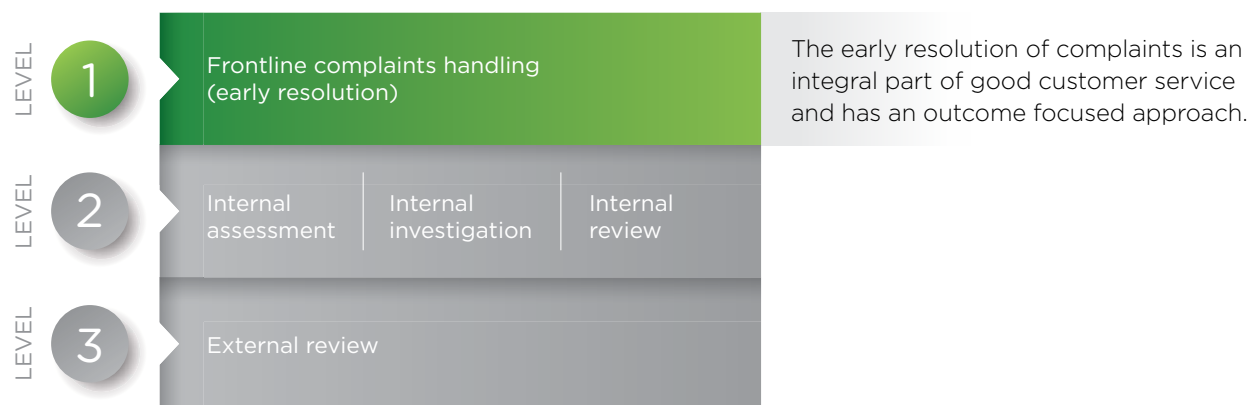 LEVEL
1
Frontline complaints handling
(early resolution)
The early resolution of complaints is an
integral part of good customer service
and has an outcome focused approach.
LEVEL
2
Internal
assessment
Internal
investigation
Internal
review
LEVEL
3
External review